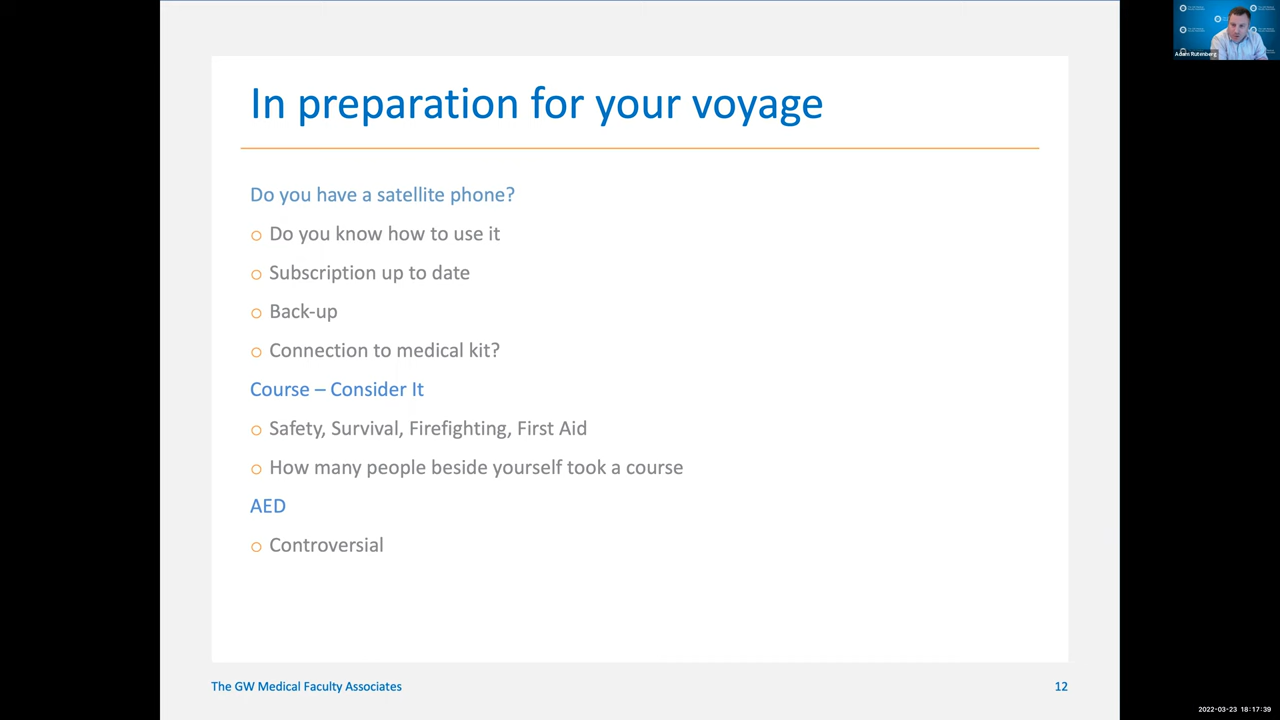 In preparation for your voyage
Do you have a satellite phone?
o Do you know how to use it
o Subscription up to date
o Back-up
o Connection to medical kit?
Course – Consider It
o Safety, Survival, Firefighting, First Aid
o How many people beside yourself took a course
AED
o Controversial
The GW Medical Faculty Associates
12
Adam Rutenberg
2022-03-23 18:17:39